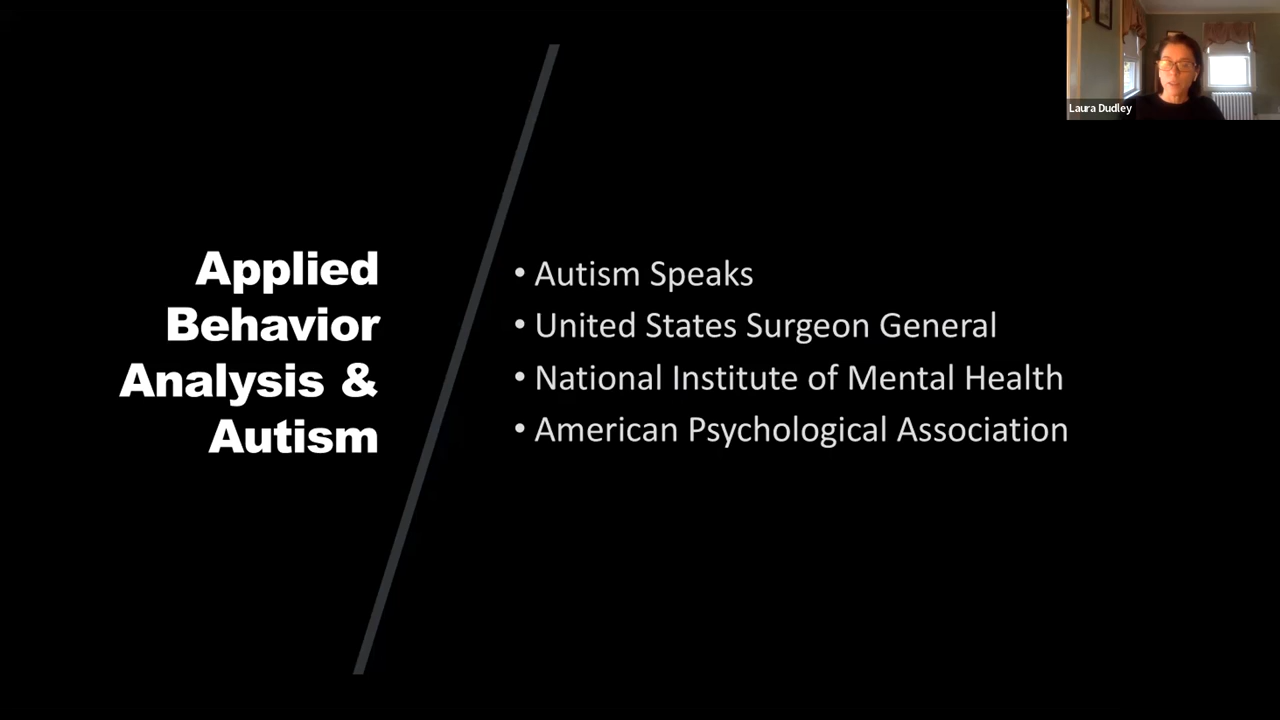 Laura Dudley
Applied
Behavior
Analysis &
Autism
• Autism Speaks
• United States Surgeon General
• National Institute of Mental Health
• American Psychological Association